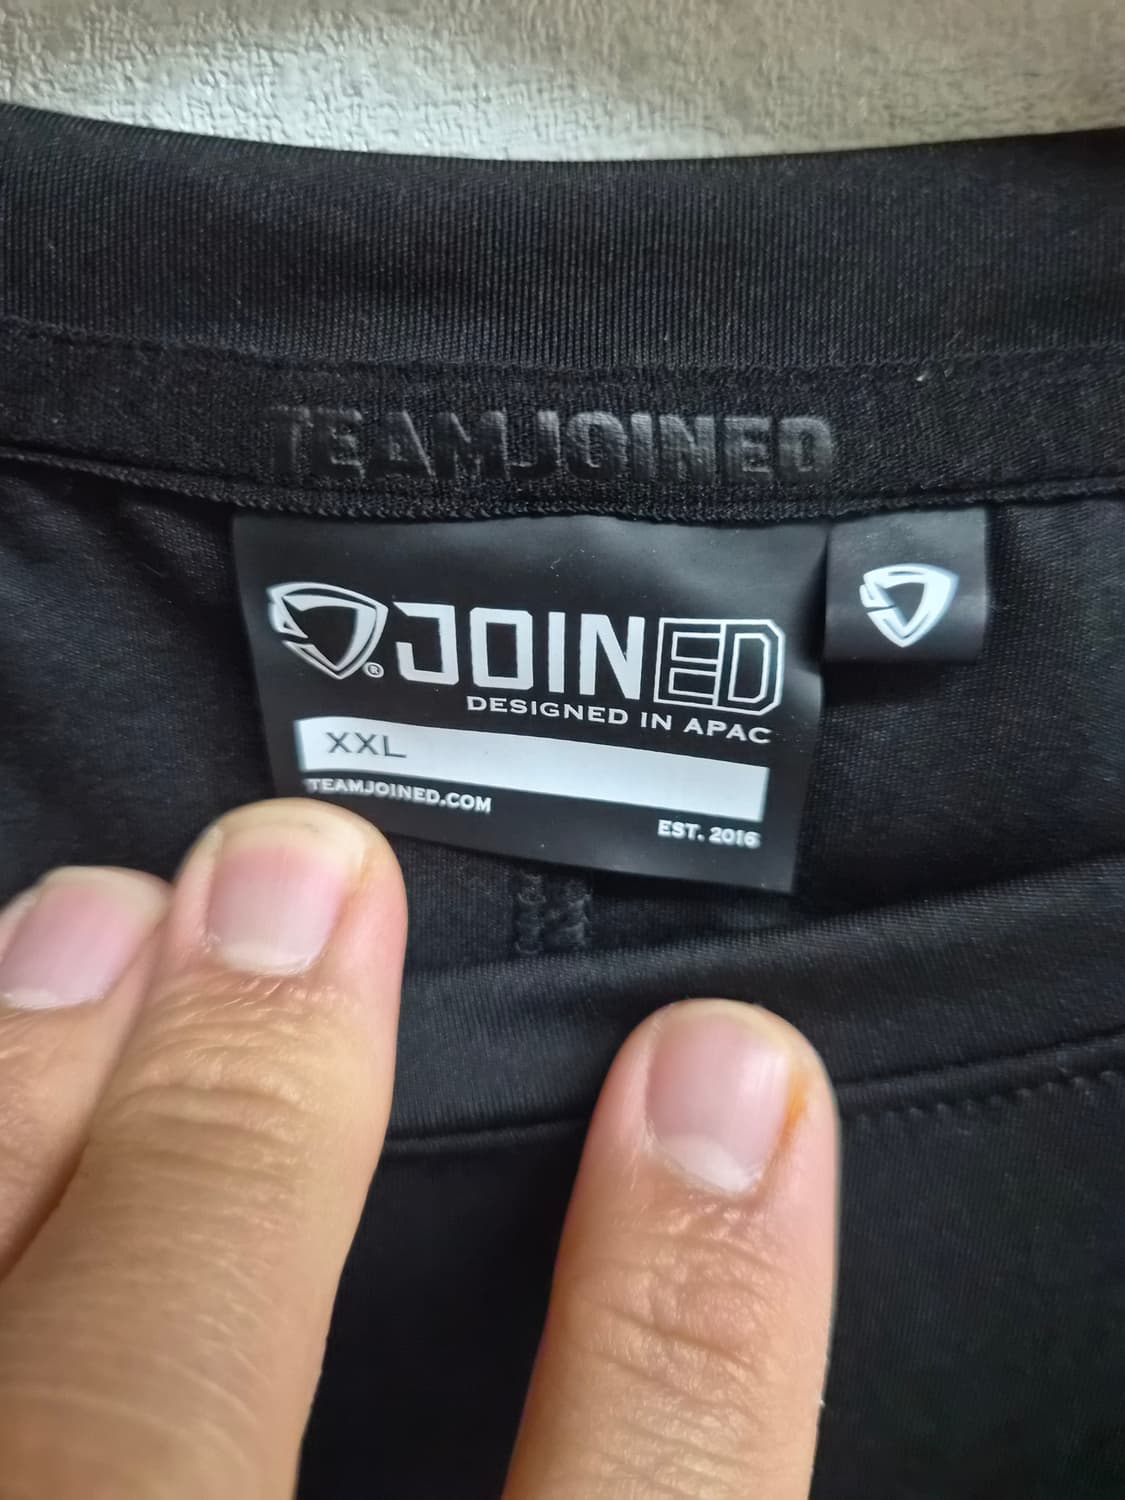 TEAMJOINED
® JOINED
DESIGNED IN APAC
XXL
TEAMJOINED.COM
EST. 2016